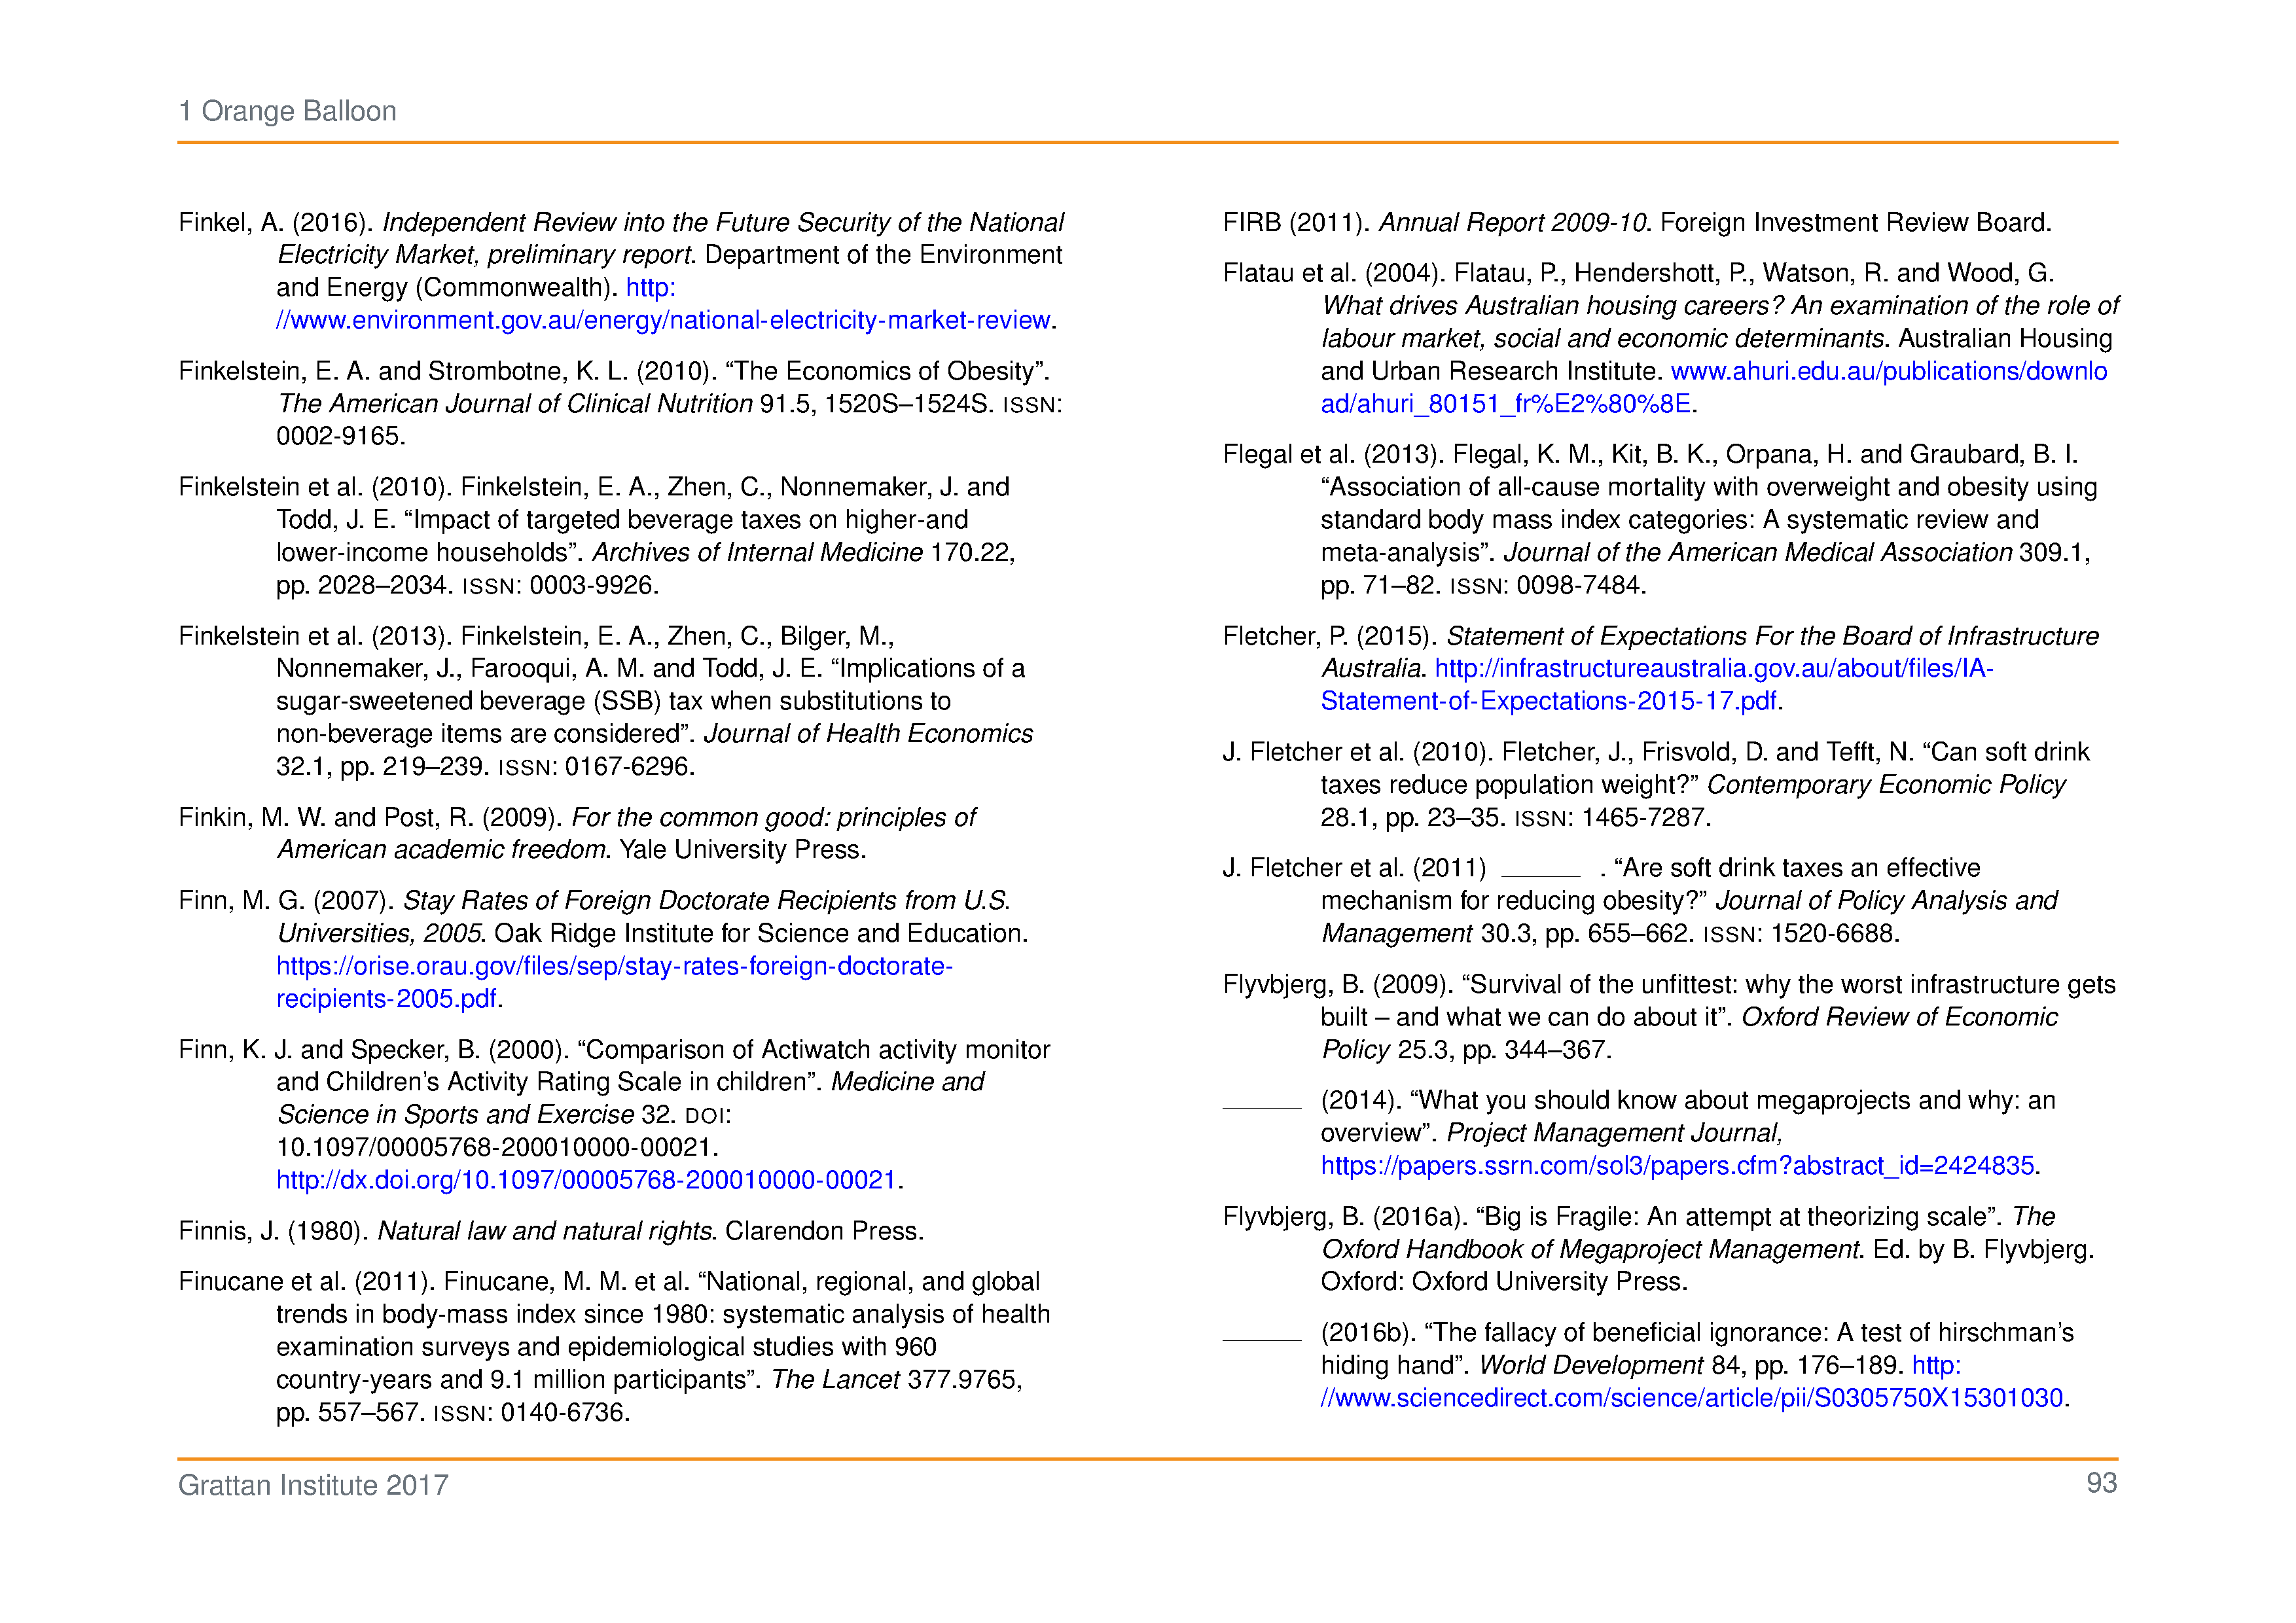 1 Orange Balloon
Finkel, A. (2016). Independent Review into the Future Security of the National
Electricity Market, preliminary report. Department of the Environment
and Energy (Commonwealth). http:
//www.environment.gov.au/energy/national-electricity-market-review.
Finkelstein, E. A. and Strombotne, K. L. (2010). “The Economics of Obesity”.
The American Journal of Clinical Nutrition 91.5, 1520S–1524S. ISSN:
0002-9165.
Finkelstein et al. (2010). Finkelstein, E. A., Zhen, C., Nonnemaker, J. and
Todd, J. E. “Impact of targeted beverage taxes on higher-and
lower-income households”. Archives of Internal Medicine 170.22,
pp. 2028–2034. ISSN: 0003-9926.
Finkelstein et al. (2013). Finkelstein, E. A., Zhen, C., Bilger, M.,
Nonnemaker, J., Farooqui, A. M. and Todd, J. E. “Implications of a
sugar-sweetened beverage (SSB) tax when substitutions to
non-beverage items are considered”. Journal of Health Economics
32.1, pp. 219–239. ISSN: 0167-6296.
Finkin, M. W. and Post, R. (2009). For the common good: principles of
American academic freedom. Yale University Press.
Finn, M. G. (2007). Stay Rates of Foreign Doctorate Recipients from U.S.
Universities, 2005. Oak Ridge Institute for Science and Education.
https://orise.orau.gov/files/sep/stay-rates-foreign-doctorate-
recipients-2005.pdf.
Finn, K. J. and Specker, B. (2000). “Comparison of Actiwatch activity monitor
and Children’s Activity Rating Scale in children”. Medicine and
Science in Sports and Exercise 32. DOI:
10.1097/00005768-200010000-00021.
http://dx.doi.org/10.1097/00005768-200010000-00021.
Finnis, J. (1980). Natural law and natural rights. Clarendon Press.
Finucane et al. (2011). Finucane, M. M. et al. “National, regional, and global
trends in body-mass index since 1980: systematic analysis of health
examination surveys and epidemiological studies with 960
country-years and 9.1 million participants”. The Lancet 377.9765,
pp. 557–567. ISSN: 0140-6736.
FIRB (2011). Annual Report 2009-10. Foreign Investment Review Board.
Flatau et al. (2004). Flatau, P., Hendershott, P., Watson, R. and Wood, G.
What drives Australian housing careers? An examination of the role of
labour market, social and economic determinants. Australian Housing
and Urban Research Institute. www.ahuri.edu.au/publications/downlo
ad/ahuri_80151_fr%E2%80%8E.
Flegal et al. (2013). Flegal, K. M., Kit, B. K., Orpana, H. and Graubard, B. I.
“Association of all-cause mortality with overweight and obesity using
standard body mass index categories: A systematic review and
meta-analysis”. Journal of the American Medical Association 309.1,
pp. 71–82. ISSN: 0098-7484.
Fletcher, P. (2015). Statement of Expectations For the Board of Infrastructure
Australia. http://infrastructureaustralia.gov.au/about/files/IA-
Statement-of-Expectations-2015-17.pdf.
J. Fletcher et al. (2010). Fletcher, J., Frisvold, D. and Tefft, N. “Can soft drink
taxes reduce population weight?” Contemporary Economic Policy
28.1, pp. 23–35. ISSN: 1465-7287.
J. Fletcher et al. (2011) ______ . “Are soft drink taxes an effective
mechanism for reducing obesity?” Journal of Policy Analysis and
Management 30.3, pp. 655–662. ISSN: 1520-6688.
Flyvbjerg, B. (2009). “Survival of the unfittest: why the worst infrastructure gets
built – and what we can do about it”. Oxford Review of Economic
Policy 25.3, pp. 344–367.
______ (2014). “What you should know about megaprojects and why: an
overview”. Project Management Journal,
https://papers.ssrn.com/sol3/papers.cfm?abstract_id=2424835.
Flyvbjerg, B. (2016a). “Big is Fragile: An attempt at theorizing scale”. The
Oxford Handbook of Megaproject Management. Ed. by B. Flyvbjerg.
Oxford: Oxford University Press.
______ (2016b). “The fallacy of beneficial ignorance: A test of hirschman’s
hiding hand”. World Development 84, pp. 176–189. http:
//www.sciencedirect.com/science/article/pii/S0305750X15301030.
Grattan Institute 2017
93